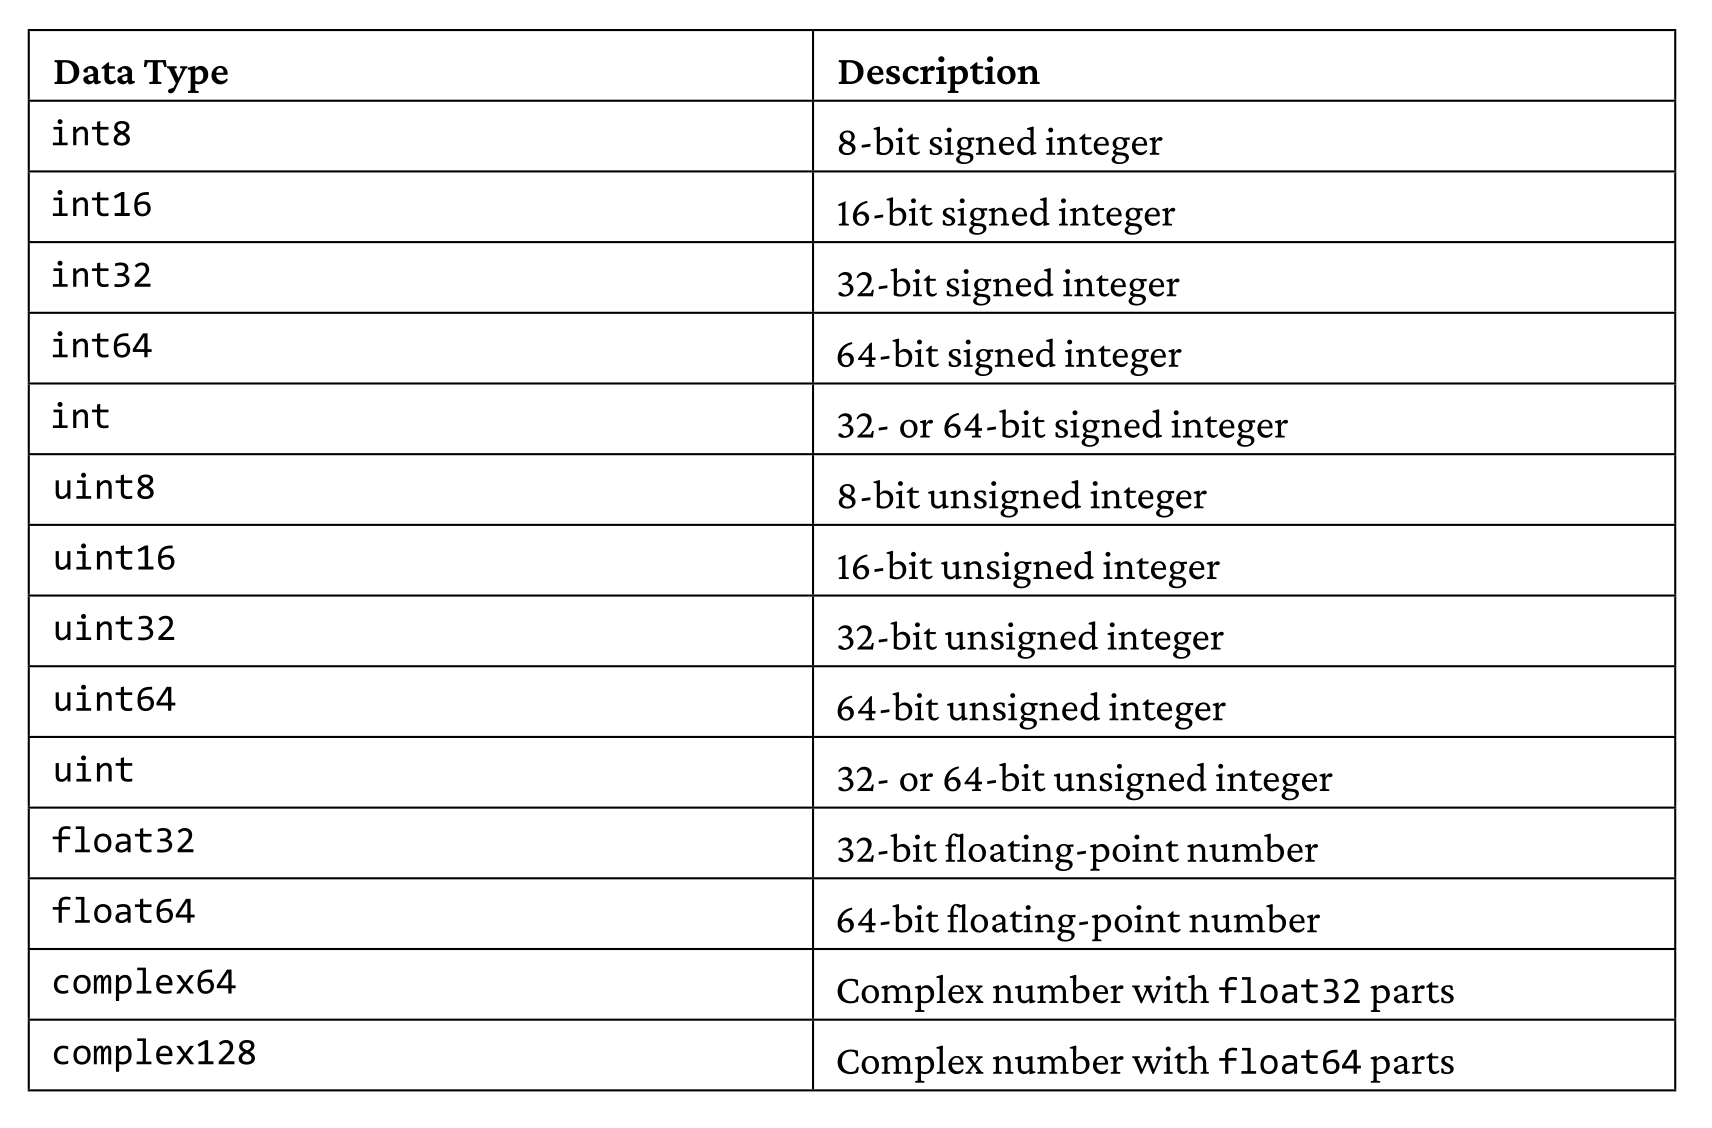 Data Type Description
int8 8-bit signed integer
int16 16-bit signed integer
int32 32-bit signed integer
int64 64-bit signed integer
int 32- or 64-bit signed integer
uint8 8-bit unsigned integer
uint16 16-bit unsigned integer
uint32 32-bit unsigned integer
uint64 64-bit unsigned integer
uint 32- or 64-bit unsigned integer
float32 32-bit floating-point number
float64 64-bit floating-point number
complex64 Complex number with float32 parts
complex128 Complex number with float64 parts